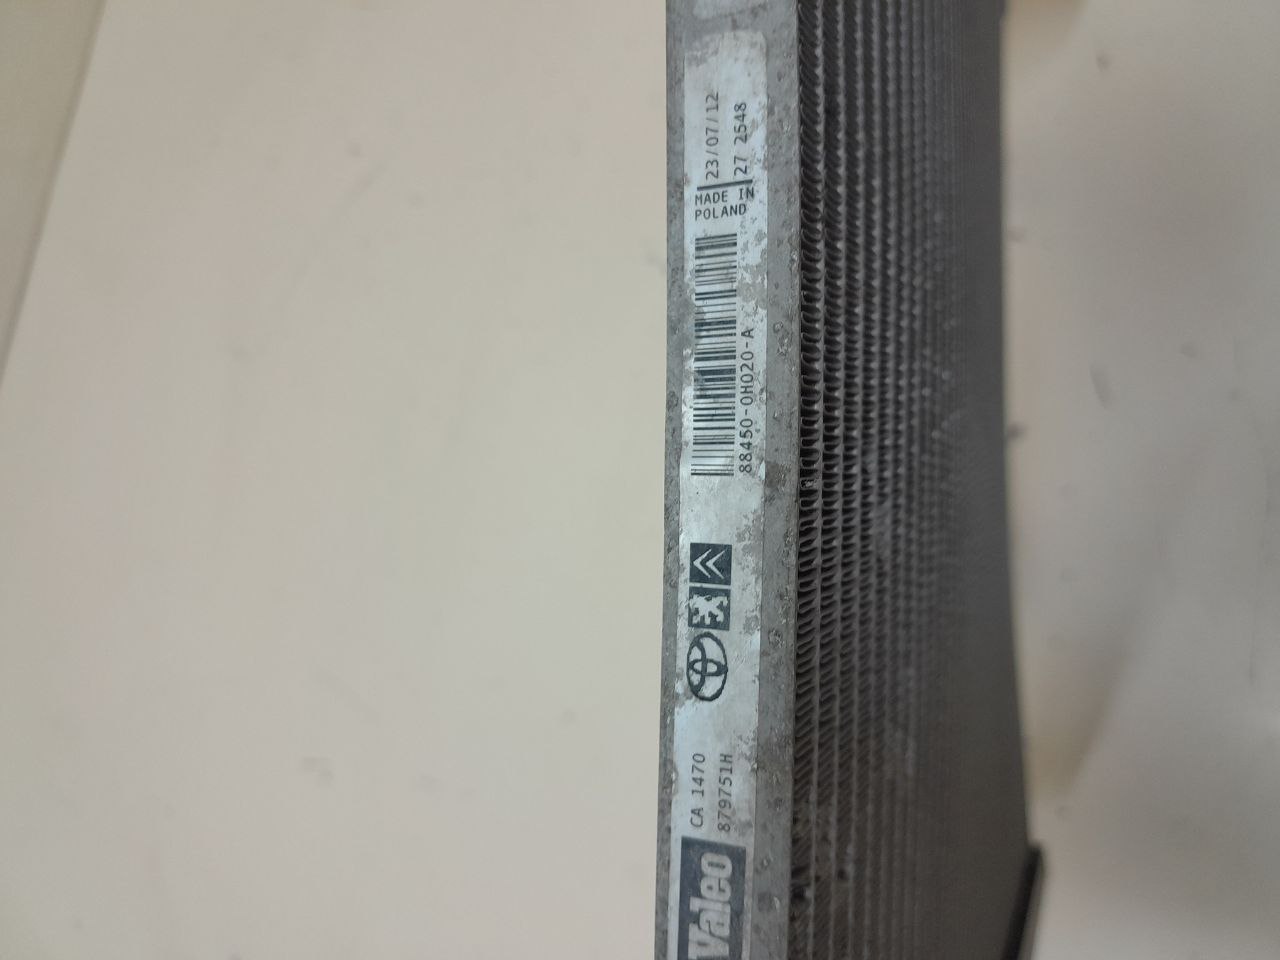 Valeo
CA 1470
879751H
88450-0H020-A
MADE IN
POLAND
23/07/12
27 2548